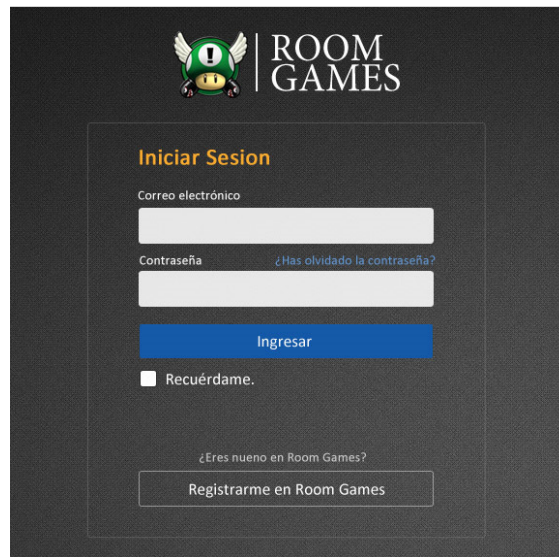 ROOM
GAMES
Iniciar Sesion
Correo electrónico
Contraseña ¿Has olvidado la contraseña?
Ingresar
Recuérdame.
¿Eres nueno en Room Games?
Registrarme en Room Games